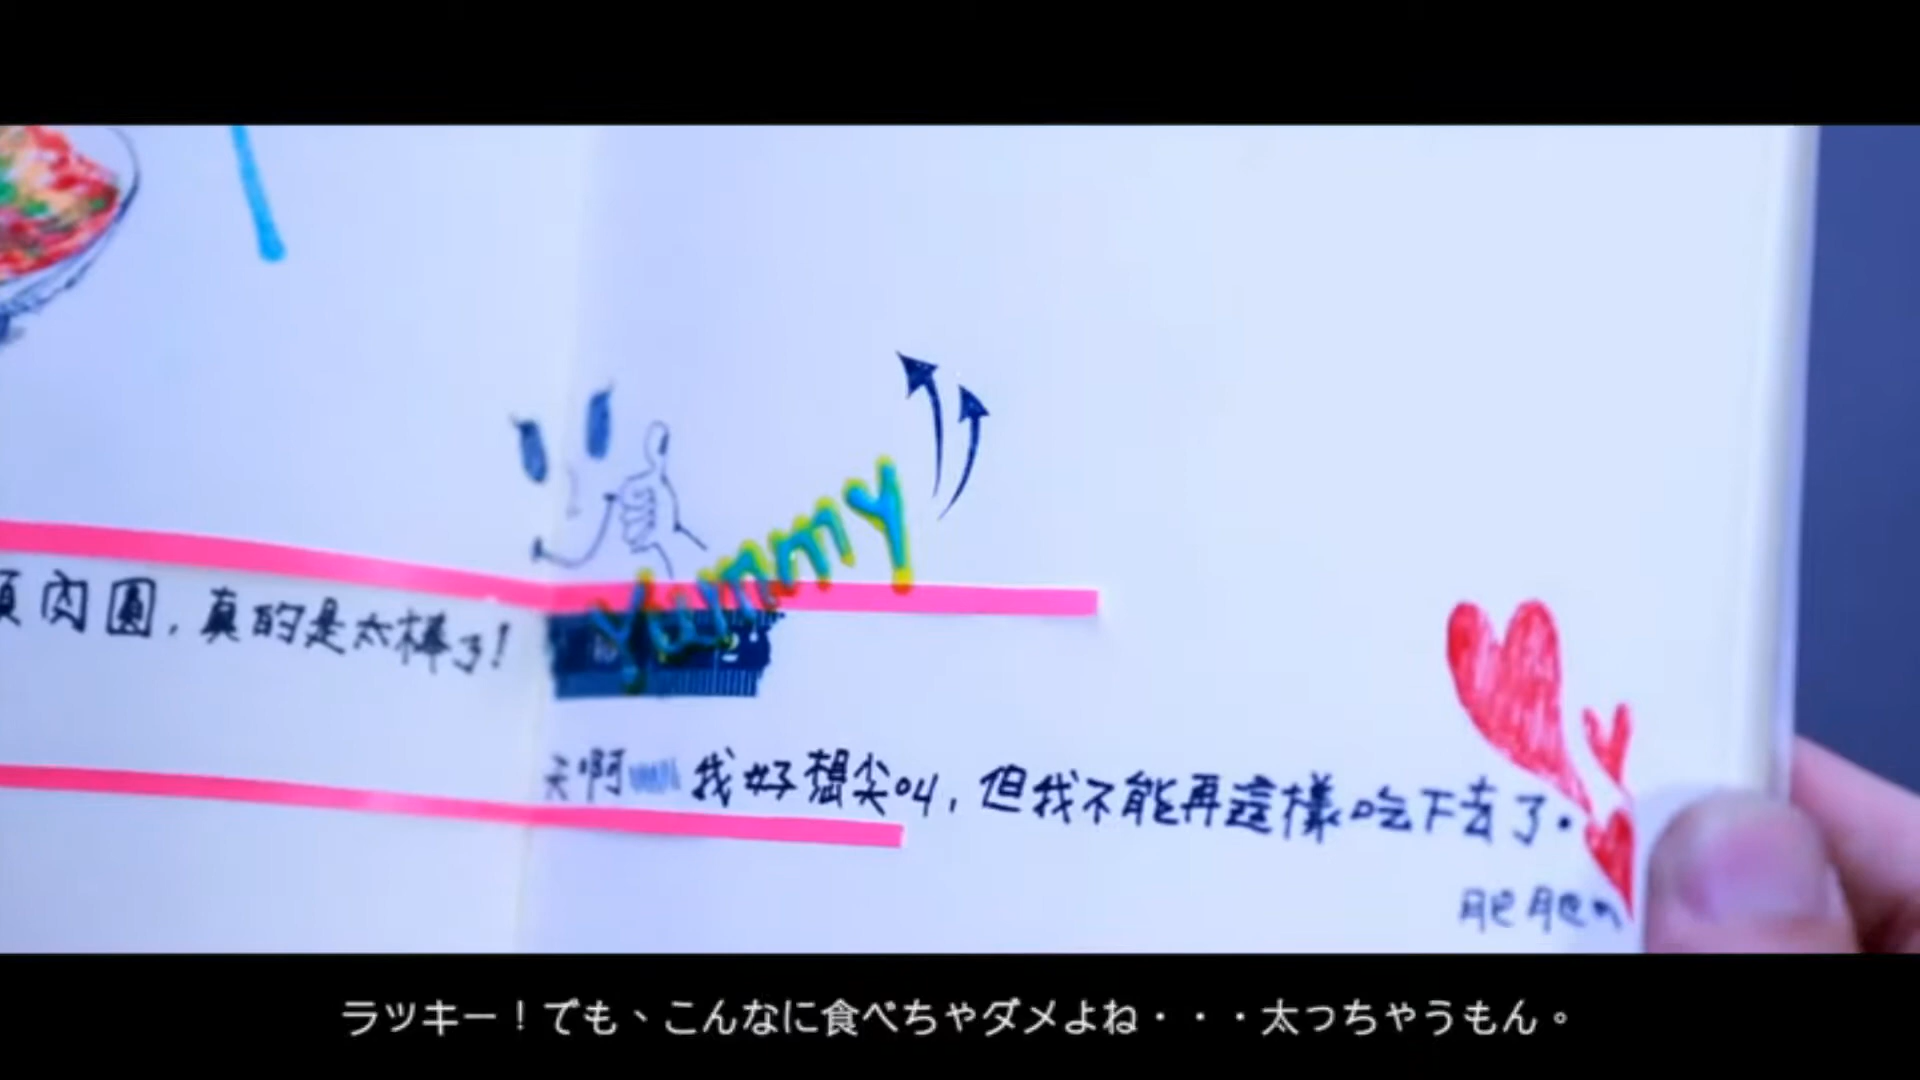 Yummy
肉圓，真的是太棒了！
天啊 我好想尖叫，但我不能再這樣吃下去了。
肥肥
ラッキー！でも、こんなに食べちゃダメよね・・・太っちゃうもん。